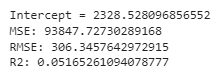 Intercept = 2328.528096856552
MSE: 93847.72730289168
RMSE: 306.3457642972915
R2: 0.05165261094078777